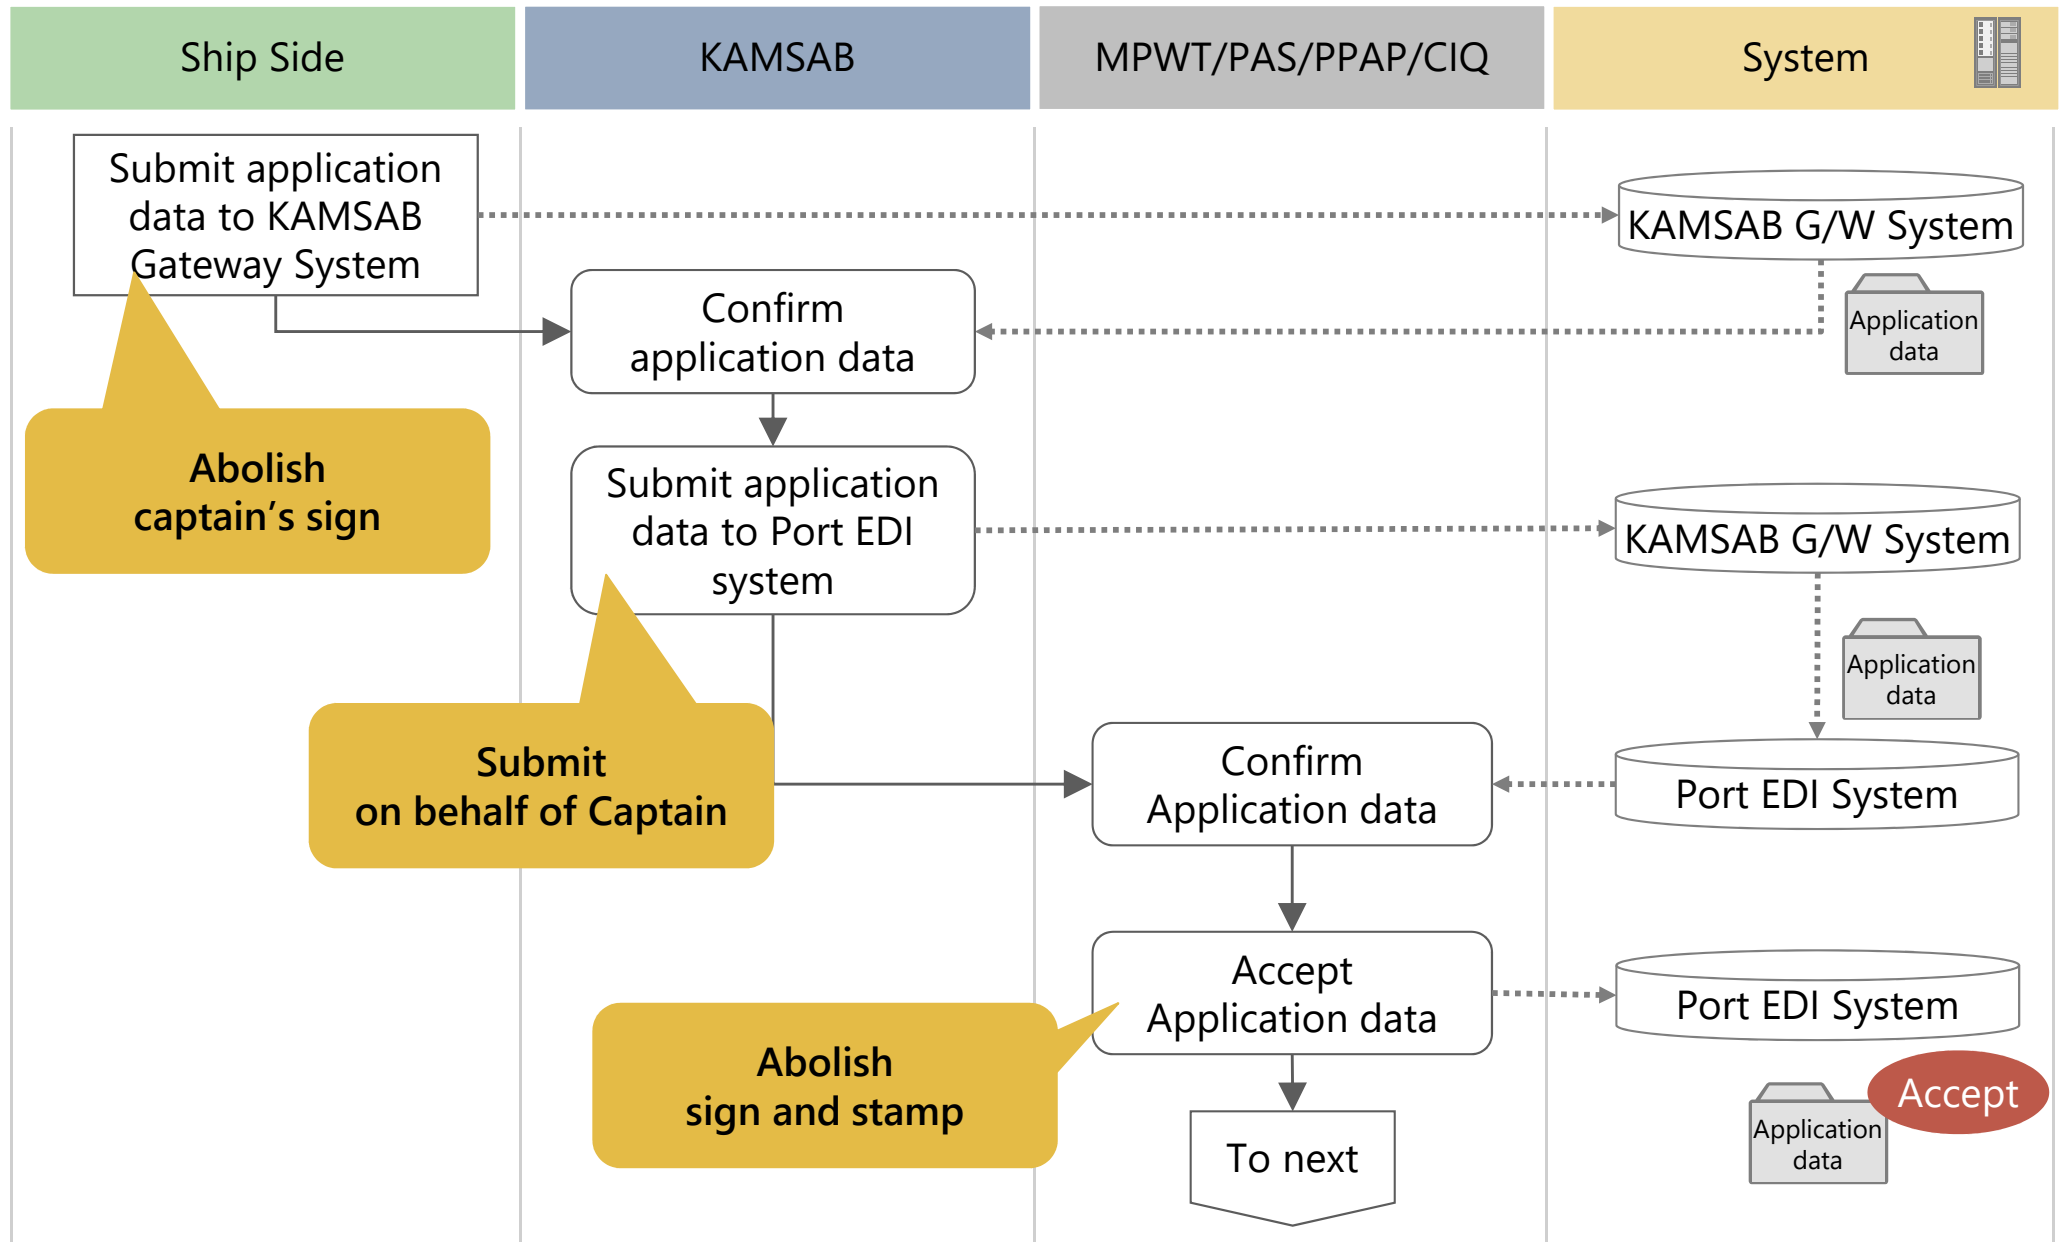 Ship Side
KAMSAB
MPWT/PAS/PPAP/CIQ
System
Submit application
data to KAMSAB
Gateway System
KAMSAB G/W System
Application
data
Confirm
application data
Abolish
captain’s sign
Submit application
data to Port EDI
system
KAMSAB G/W System
Application
data
Submit
on behalf of Captain
Confirm
Application data
Port EDI System
Accept
Application data
Port EDI System
Abolish
sign and stamp
Accept
Application
data
To next